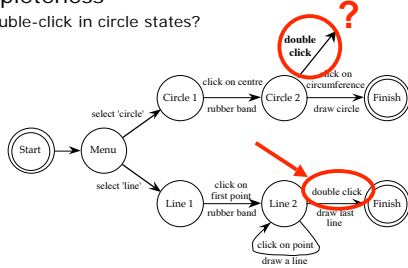 pleteness
uble-click in circle states?
?
double
click
click on centre
click on
circumference
Circle 1
Circle 2
Finish
rubber band
draw circle
select 'circle'
Start
Menu
select 'line'
click on
first point
double click
Line 1
Line 2
Finish
rubber band
draw last
line
click on point
draw a line